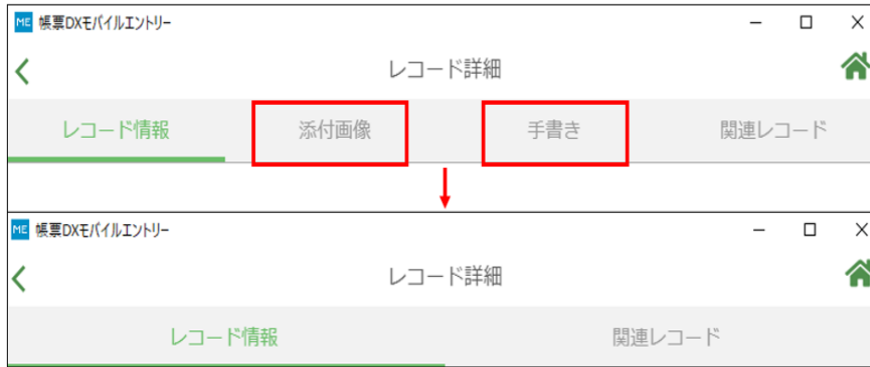 ME 帳票DXモバイルエントリー
レコード詳細
レコード情報 添付画像 手書き 関連レコード
ME 帳票DXモバイルエントリー
レコード詳細
レコード情報 関連レコード